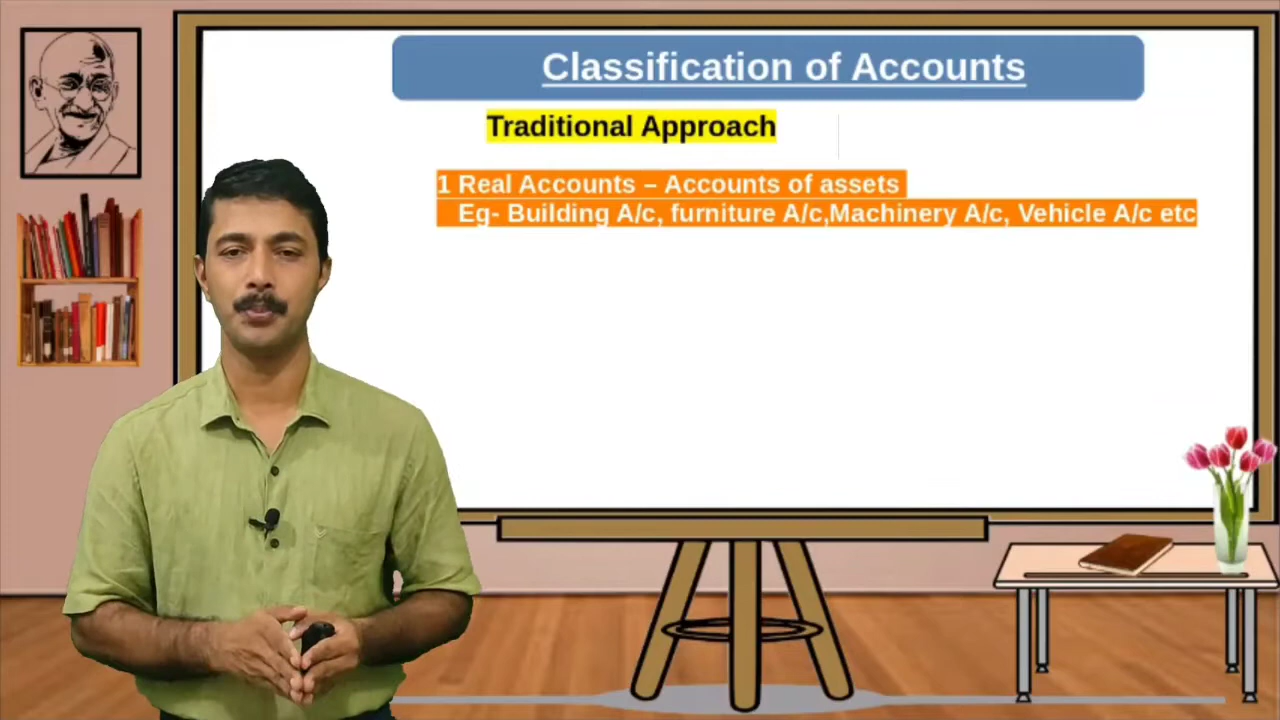 Classification of Accounts
Traditional Approach
1 Real Accounts – Accounts of assets
Eg- Building A/c, furniture A/c,Machinery A/c, Vehicle A/c etc